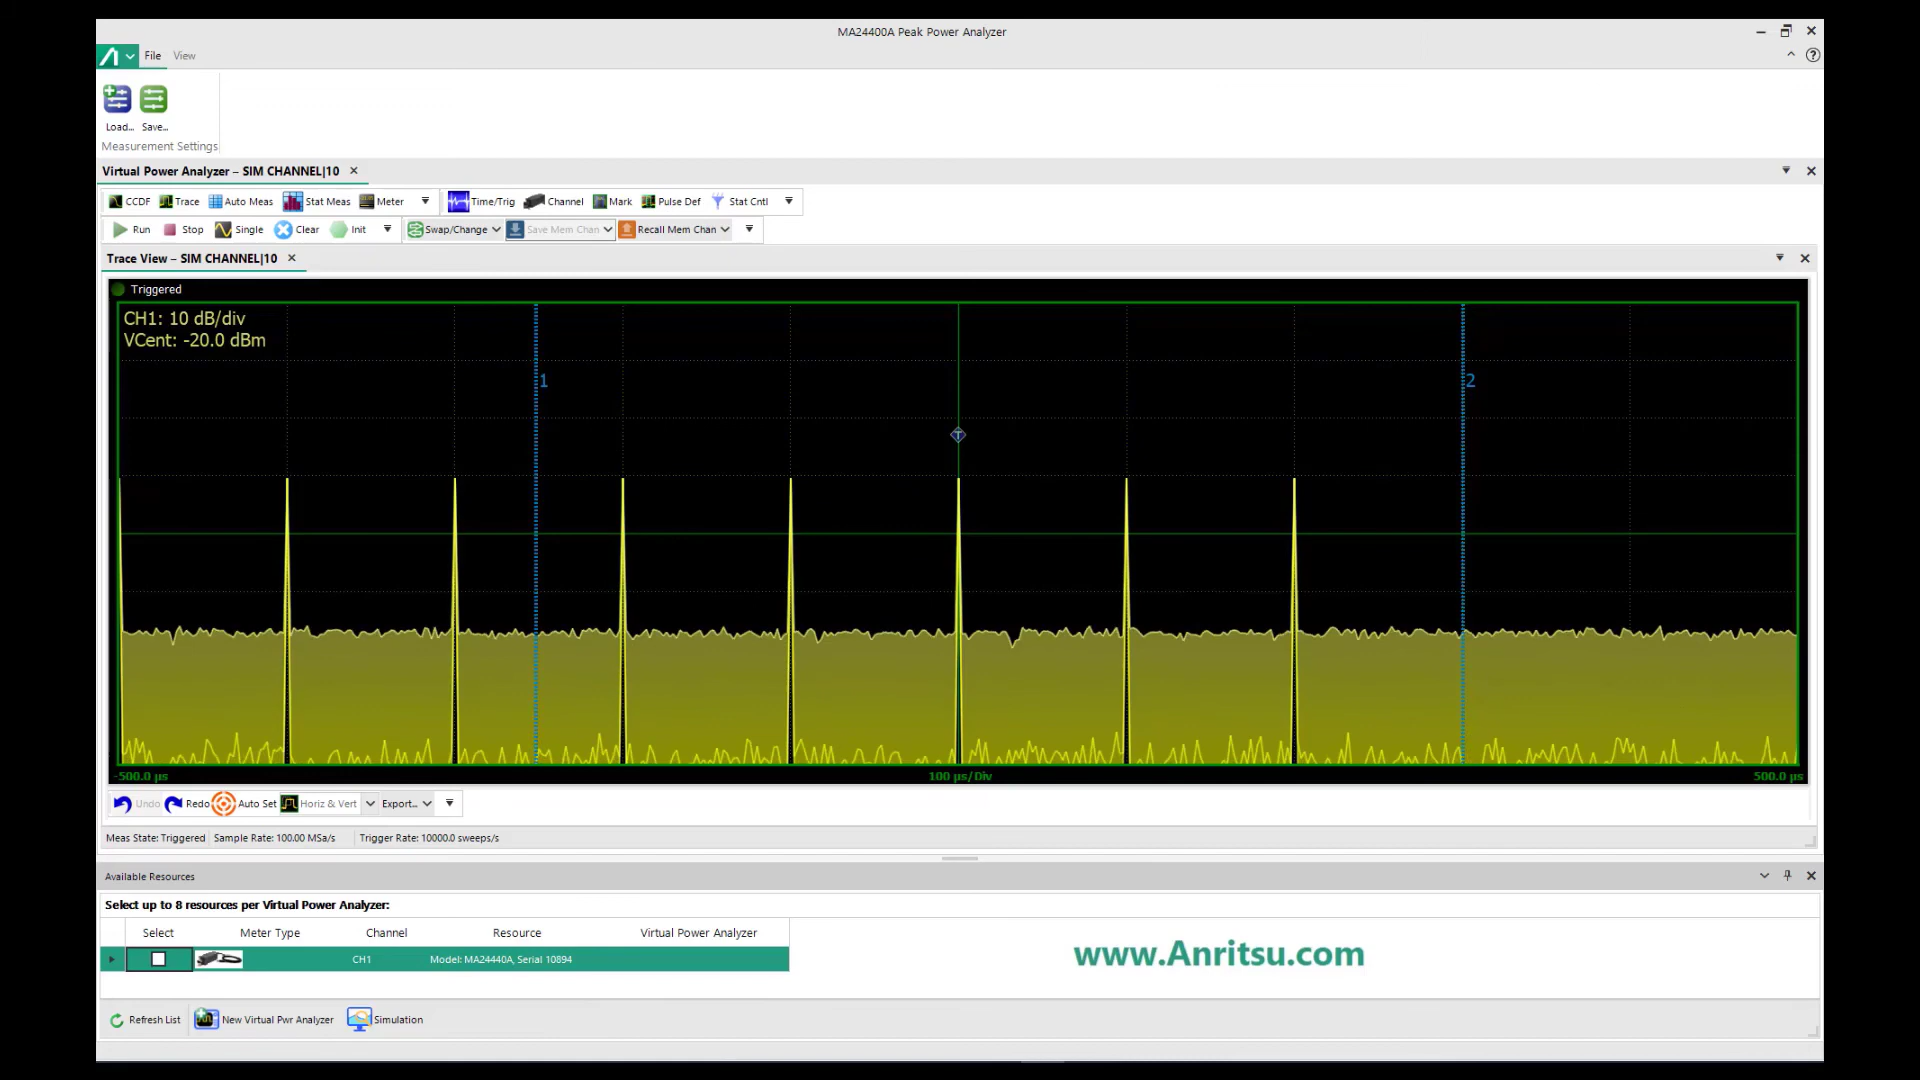 MA24400A Peak Power Analyzer
File View
Load... Save...
Measurement Settings
Virtual Power Analyzer – SIM CHANNEL|10
CCDF Trace Auto Meas Stat Meas Meter Time/Trig Channel Mark Pulse Def Stat Cntl
Run Stop Single Clear Init Swap/Change Save Mem Chan Recall Mem Chan
Trace View – SIM CHANNEL|10
Triggered
CH1: 10 dB/div
VCent: -20.0 dBm
1
2
T
-500.0 µs 100 µs/Div 500.0 µs
Undo Redo Auto Set Horiz & Vert Export...
Meas State: Triggered Sample Rate: 100.00 MSa/s Trigger Rate: 10000.0 sweeps/s
Available Resources
Select up to 8 resources per Virtual Power Analyzer:
Select Meter Type Channel Resource Virtual Power Analyzer
CH1 Model: MA24440A, Serial 10894
www.Anritsu.com
Refresh List New Virtual Pwr Analyzer Simulation